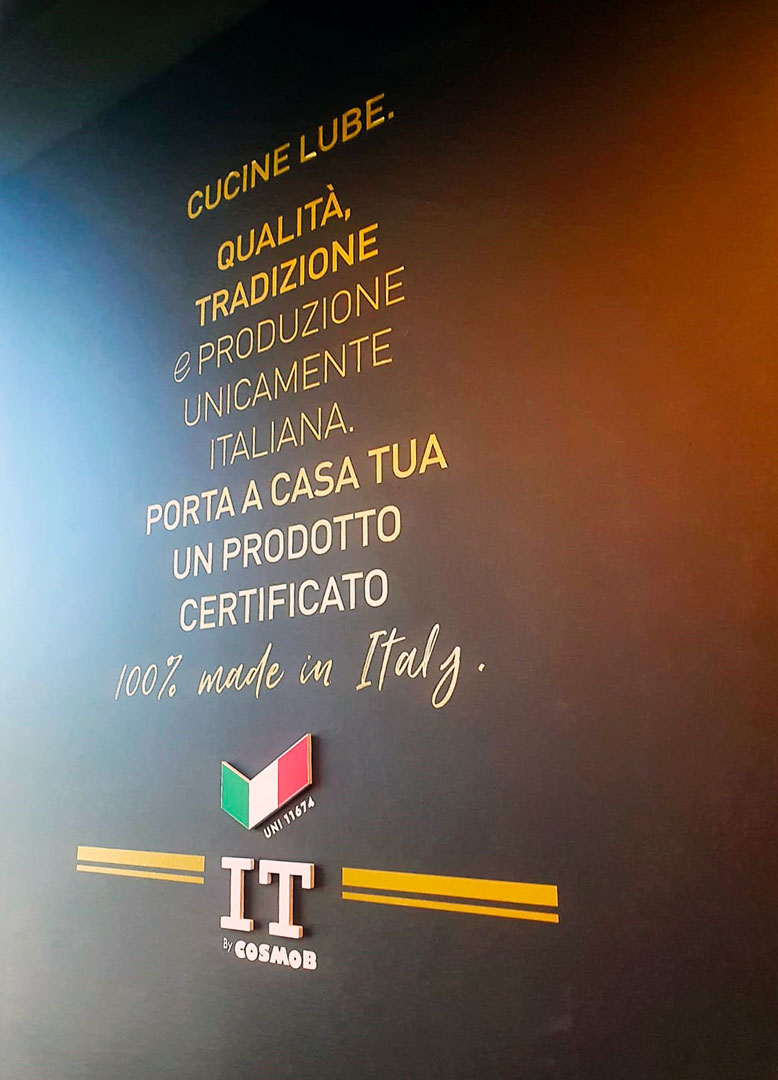 CUCINE LUBE.
QUALITÀ,
TRADIZIONE
e PRODUZIONE
UNICAMENTE
ITALIANA.
PORTA A CASA TUA
UN PRODOTTO
CERTIFICATO
100% made in Italy.
UNI 11674
IT
By COSMOB